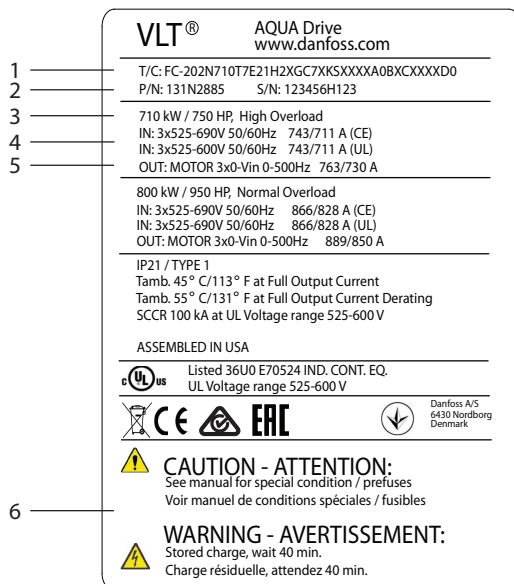 VLT® AQUA Drive
www.danfoss.com
1 T/C: FC-202N710T7E21H2XGC7XKSXXXXA0BXCXXXXD0
2 P/N: 131N2885 S/N: 123456H123
3 710 kW / 750 HP, High Overload
4 IN: 3x525-690V 50/60Hz 743/711 A (CE)
IN: 3x525-600V 50/60Hz 743/711 A (UL)
5 OUT: MOTOR 3x0-Vin 0-500Hz 763/730 A
800 kW / 950 HP, Normal Overload
IN: 3x525-690V 50/60Hz 866/828 A (CE)
IN: 3x525-690V 50/60Hz 866/828 A (UL)
OUT: MOTOR 3x0-Vin 0-500Hz 889/850 A
IP21 / TYPE 1
Tamb. 45° C/113° F at Full Output Current
Tamb. 55° C/131° F at Full Output Current Derating
SCCR 100 kA at UL Voltage range 525-600 V
ASSEMBLED IN USA
c UL us Listed 36U0 E70524 IND. CONT. EQ.
UL Voltage range 525-600 V
CE EAC
Danfoss A/S
6430 Nordborg
Denmark
CAUTION - ATTENTION:
See manual for special condition / prefuses
Voir manuel de conditions spéciales / fusibles
6
WARNING - AVERTISSEMENT:
Stored charge, wait 40 min.
Charge résiduelle, attendez 40 min.